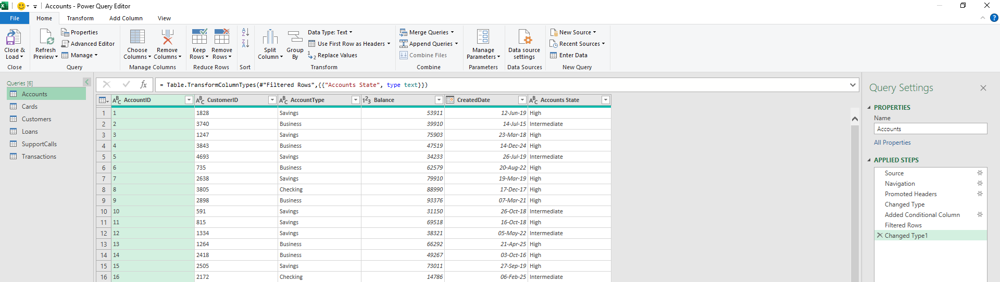 Accounts - Power Query Editor
File Home Transform Add Column View
Close & Load
Close
Refresh Preview
Properties
Advanced Editor
Manage
Query
Choose Columns
Remove Columns
Manage Columns
Keep Rows
Remove Rows
Reduce Rows
Sort
Split Column
Group By
Data Type: Text
Use First Row as Headers
Replace Values
Transform
Merge Queries
Append Queries
Combine Files
Combine
Manage Parameters
Parameters
Data source settings
Data Sources
New Source
Recent Sources
Enter Data
New Query
Queries [6]
Accounts
Cards
Customers
Loans
SupportCalls
Transactions
= Table.TransformColumnTypes(#"Filtered Rows",{{"Accounts State", type text}})
AccountID CustomerID AccountType Balance CreatedDate Accounts State
1 1 1828 Savings 53911 12-Jun-19 High
2 2 3740 Business 39910 14-Jul-15 Intermediate
3 3 1247 Savings 75903 23-Mar-18 High
4 4 3843 Business 47519 14-Dec-24 High
5 5 4693 Savings 34233 26-Jul-19 Intermediate
6 6 735 Business 62579 20-Aug-22 High
7 7 2638 Savings 79910 19-Mar-19 High
8 8 3805 Checking 88990 17-Dec-17 High
9 9 2898 Business 93376 07-Mar-21 High
10 10 591 Savings 31150 26-Oct-18 Intermediate
11 11 815 Savings 69518 16-Oct-18 High
12 12 1334 Savings 38321 05-May-22 Intermediate
13 13 1264 Business 66292 21-Apr-25 High
14 14 2418 Business 49267 03-Oct-16 High
15 15 2505 Savings 73011 27-Sep-19 High
16 16 2172 Checking 14786 06-Feb-25 Intermediate
Query Settings
PROPERTIES
Name
Accounts
All Properties
APPLIED STEPS
Source
Navigation
Promoted Headers
Changed Type
Added Conditional Column
Filtered Rows
Changed Type1